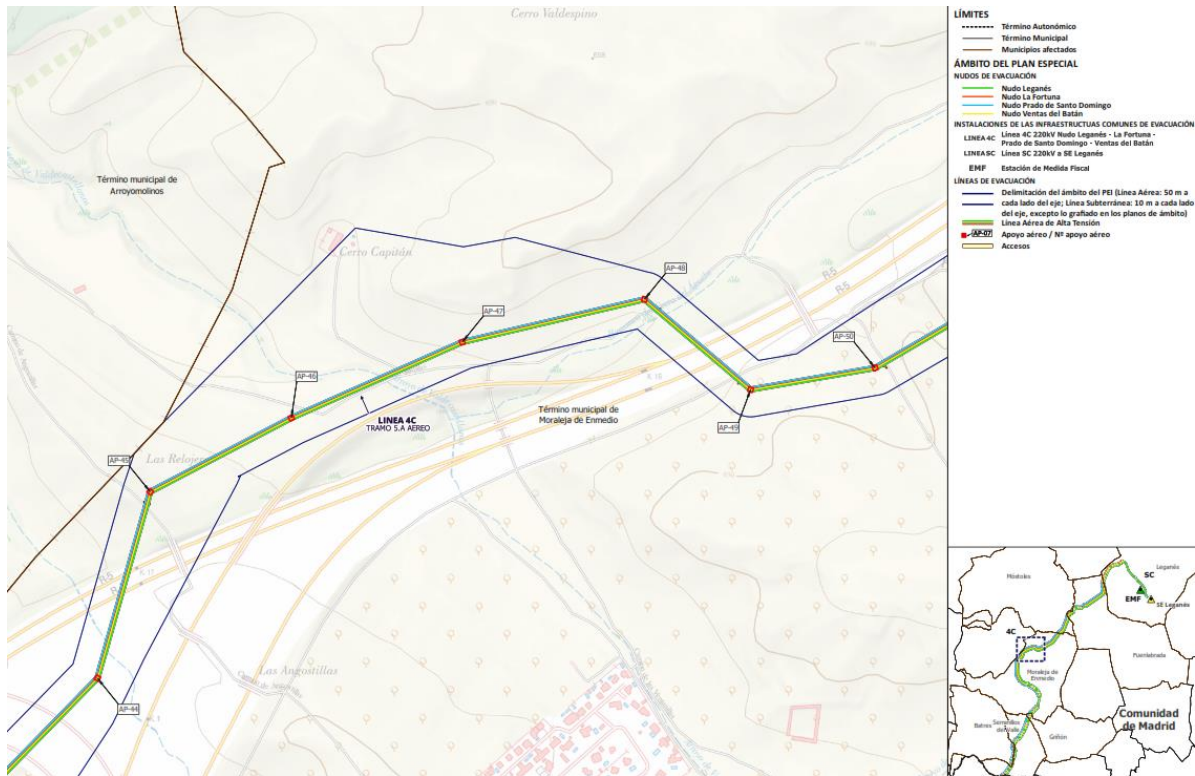 Cerro Valdespino
Término municipal de
Arroyomolinos
Cerro Capitán
AP-48
AP-47
R-5
R-5
AP-50
AP-46
Término municipal de
Moraleja de Enmedio
LINEA 4C
TRAMO 5.A AEREO
AP-49
AP-45
Las Relojeras
R-5
Las Angostillas
AP-44
LÍMITES
Término Autonómico
Término Municipal
Municipios afectados
ÁMBITO DEL PLAN ESPECIAL
NUDOS DE EVACUACIÓN
Nudo Leganés
Nudo La Fortuna
Nudo Prado de Santo Domingo
Nudo Ventas del Batán
INSTALACIONES DE LAS INFRAESTRUCTUAS COMUNES DE EVACUACIÓN
LINEA 4C Línea 4C 220kV Nudo Leganés - La Fortuna -
Prado de Santo Domingo - Ventas del Batán
LINEA SC Línea SC 220kV a SE Leganés
EMF Estación de Medida Fiscal
LÍNEAS DE EVACUACIÓN
Delimitación del ámbito del PEI (Línea Aérea: 50 m a
cada lado del eje; Línea Subterránea: 10 m a cada lado
del eje, excepto lo grafiado en los planos de ámbito)
Línea Aérea de Alta Tensión
AP-07 Apoyo aéreo / Nº apoyo aéreo
Accesos
Móstoles
Leganés
SC
EMF
SE Leganés
4C
Fuenlabrada
Moraleja de
Enmedio
Comunidad
de Madrid
Batres
Serranillos
del Valle
Griñón